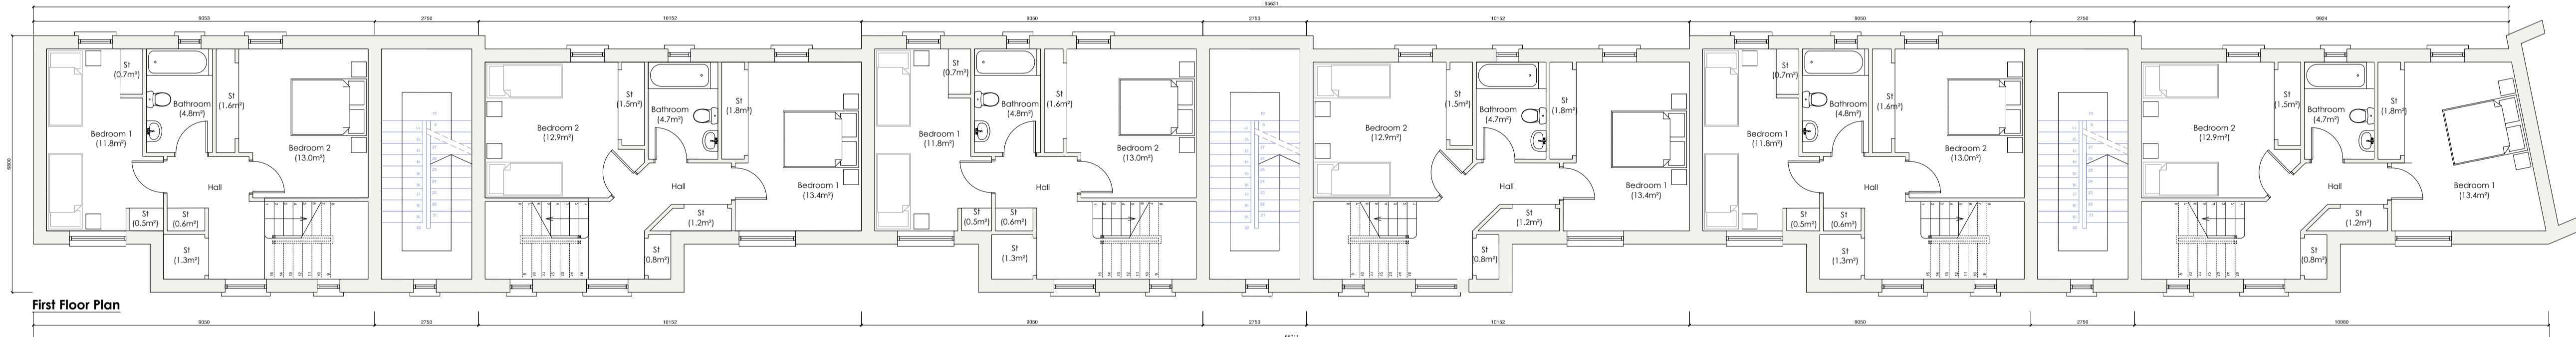 65631
9053 2750 10152 9050 2750 10152 9050 2750 9924
6800
St
(0.7m²)
Bathroom
(4.8m²)
St
(1.6m²)
Bedroom 1
(11.8m²)
Bedroom 2
(13.0m²)
Hall
St
(0.5m²)
St
(0.6m²)
St
(1.3m²)
Bedroom 2
(12.9m²)
St
(1.5m²)
Bathroom
(4.7m²)
St
(1.8m²)
Bedroom 1
(13.4m²)
Hall
St
(1.2m²)
St
(0.8m²)
St
(0.7m²)
Bathroom
(4.8m²)
St
(1.6m²)
Bedroom 1
(11.8m²)
Bedroom 2
(13.0m²)
Hall
St
(0.5m²)
St
(0.6m²)
St
(1.3m²)
Bedroom 2
(12.9m²)
St
(1.5m²)
Bathroom
(4.7m²)
St
(1.8m²)
Bedroom 1
(13.4m²)
Hall
St
(1.2m²)
St
(0.8m²)
St
(0.7m²)
Bathroom
(4.8m²)
St
(1.6m²)
Bedroom 1
(11.8m²)
Bedroom 2
(13.0m²)
Hall
St
(0.5m²)
St
(0.6m²)
St
(1.3m²)
Bedroom 2
(12.9m²)
St
(1.5m²)
Bathroom
(4.7m²)
St
(1.8m²)
Bedroom 1
(13.4m²)
Hall
St
(1.2m²)
St
(0.8m²)
First Floor Plan
9050 2750 10152 9050 2750 10152 9050 2750 10980